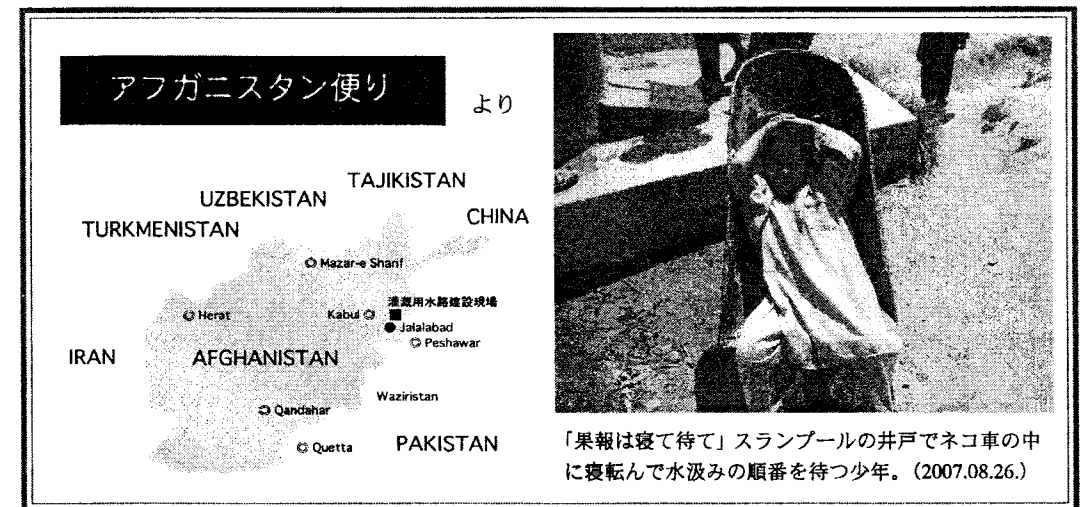 アフガニスタン便り
より
TAJIKISTAN
UZBEKISTAN
CHINA
TURKMENISTAN
Mazar-e Sharif
灌漑用水路建設現場
Herat
Kabul
Jalalabad
Peshawar
IRAN
AFGHANISTAN
Waziristan
Qandahar
Quetta
PAKISTAN
「果報は寝て待て」スランプールの井戸でネコ車の中
に寝転んで水汲みの順番を待つ少年。(2007.08.26.)